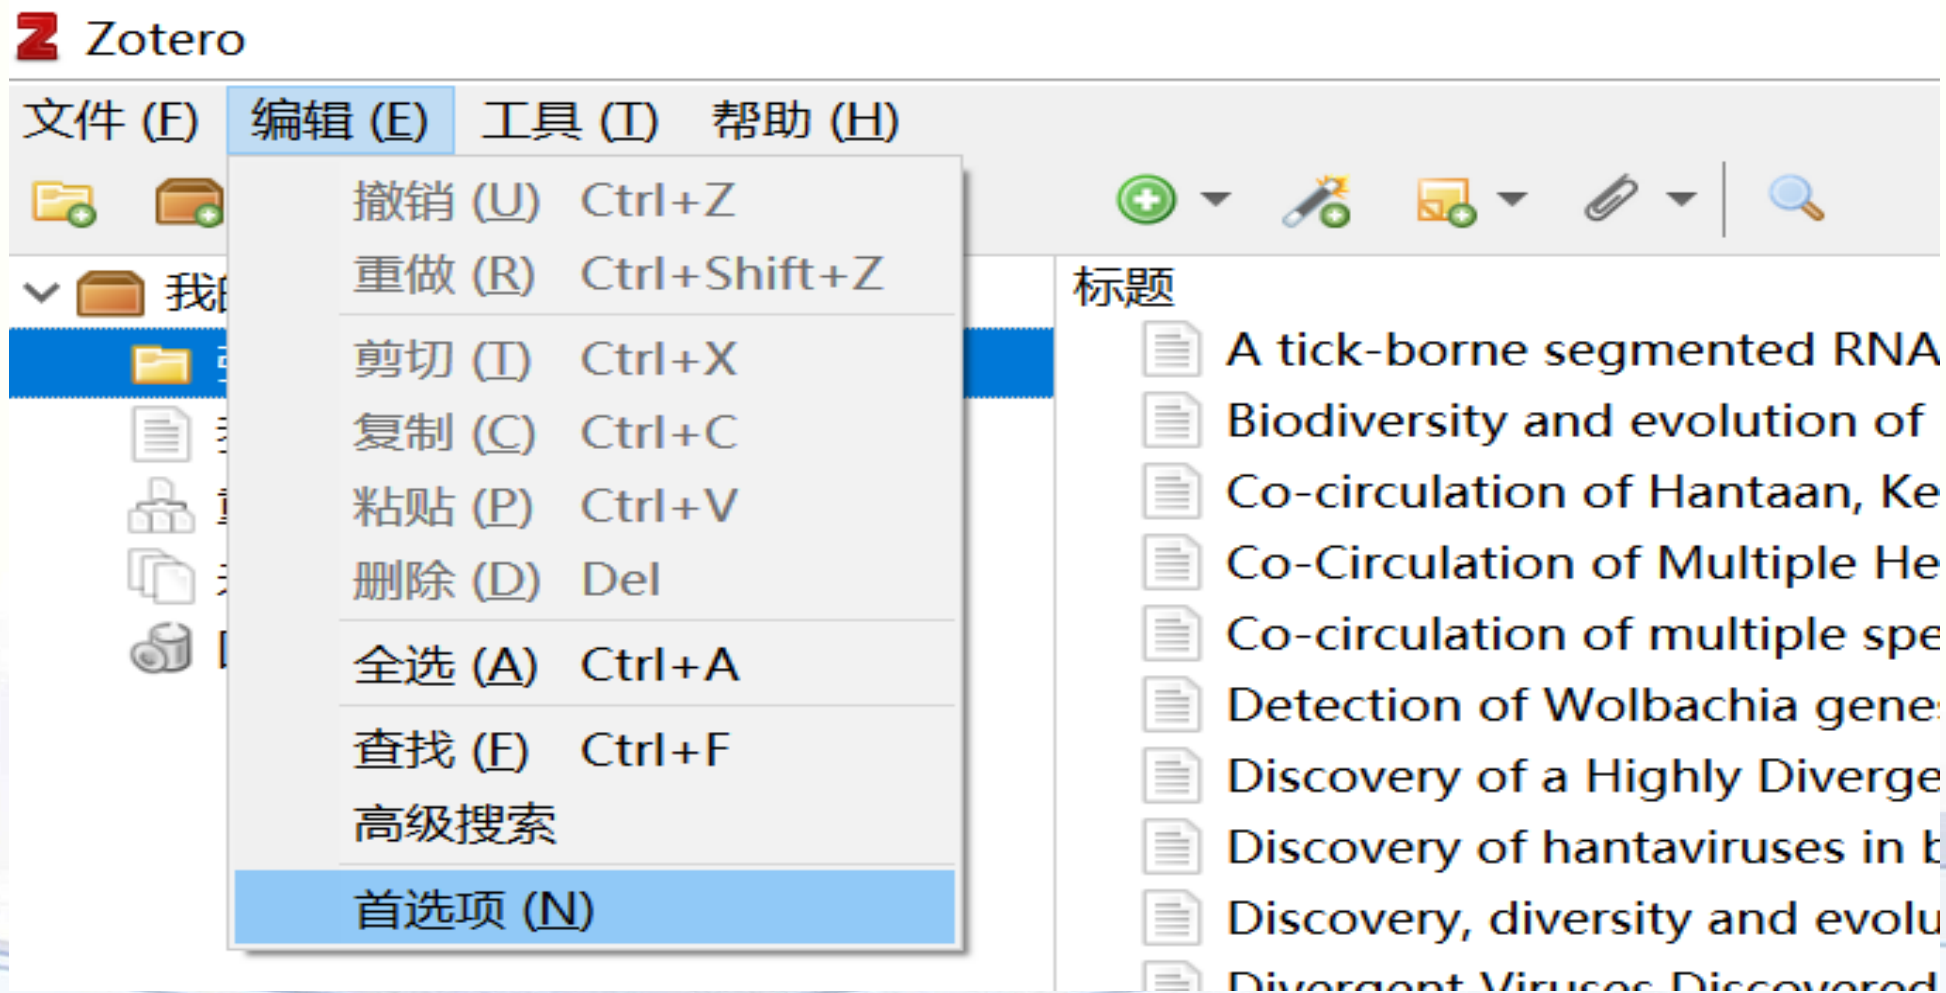 Zotero
文件 (F) 编辑 (E) 工具 (T) 帮助 (H)
撤销 (U) Ctrl+Z
重做 (R) Ctrl+Shift+Z
剪切 (T) Ctrl+X
复制 (C) Ctrl+C
粘贴 (P) Ctrl+V
删除 (D) Del
全选 (A) Ctrl+A
查找 (F) Ctrl+F
高级搜索
首选项 (N)
我
标题
A tick-borne segmented RNA
Biodiversity and evolution of
Co-circulation of Hantaan, Ke
Co-Circulation of Multiple He
Co-circulation of multiple spe
Detection of Wolbachia gene
Discovery of a Highly Diverge
Discovery of hantaviruses in
Discovery, diversity and evolu
Divergent Viruses Discovered